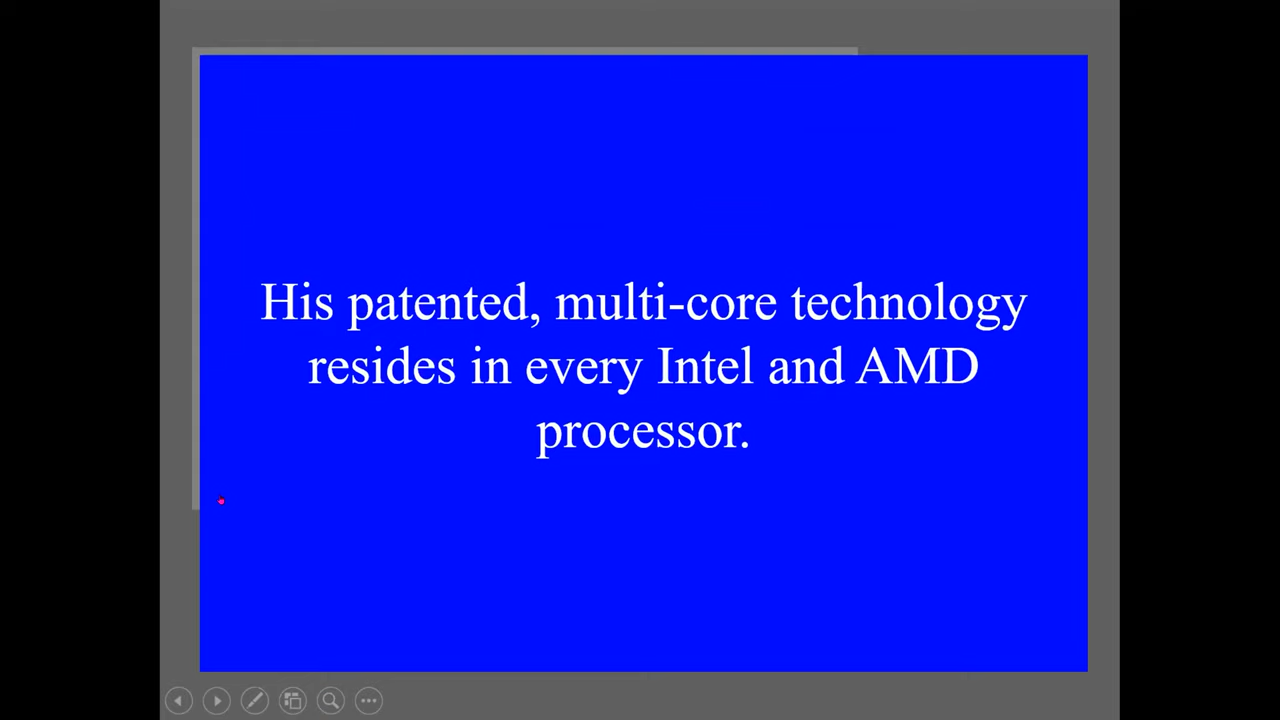 His patented, multi-core technology
resides in every Intel and AMD
processor.